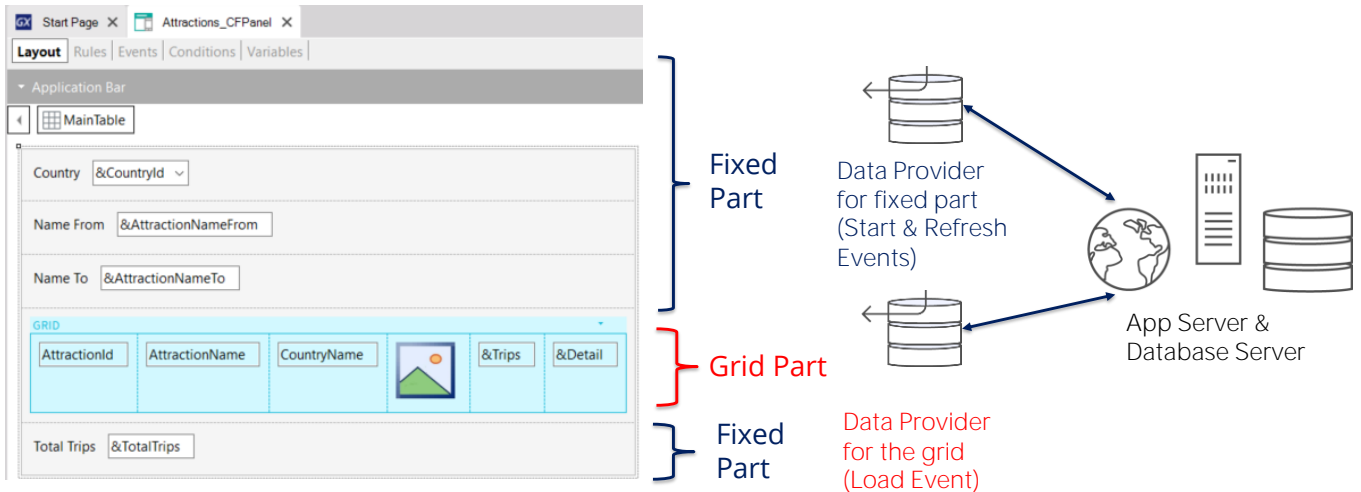 GX Start Page X Attractions_CFPanel X
Layout Rules Events Conditions Variables
Application Bar
MainTable
Country &CountryId
Name From &AttractionNameFrom
Name To &AttractionNameTo
GRID
AttractionId AttractionName CountryName &Trips &Detail
Total Trips &TotalTrips
Fixed
Part
Grid Part
Fixed
Part
Data Provider
for fixed part
(Start & Refresh
Events)
Data Provider
for the grid
(Load Event)
App Server &
Database Server